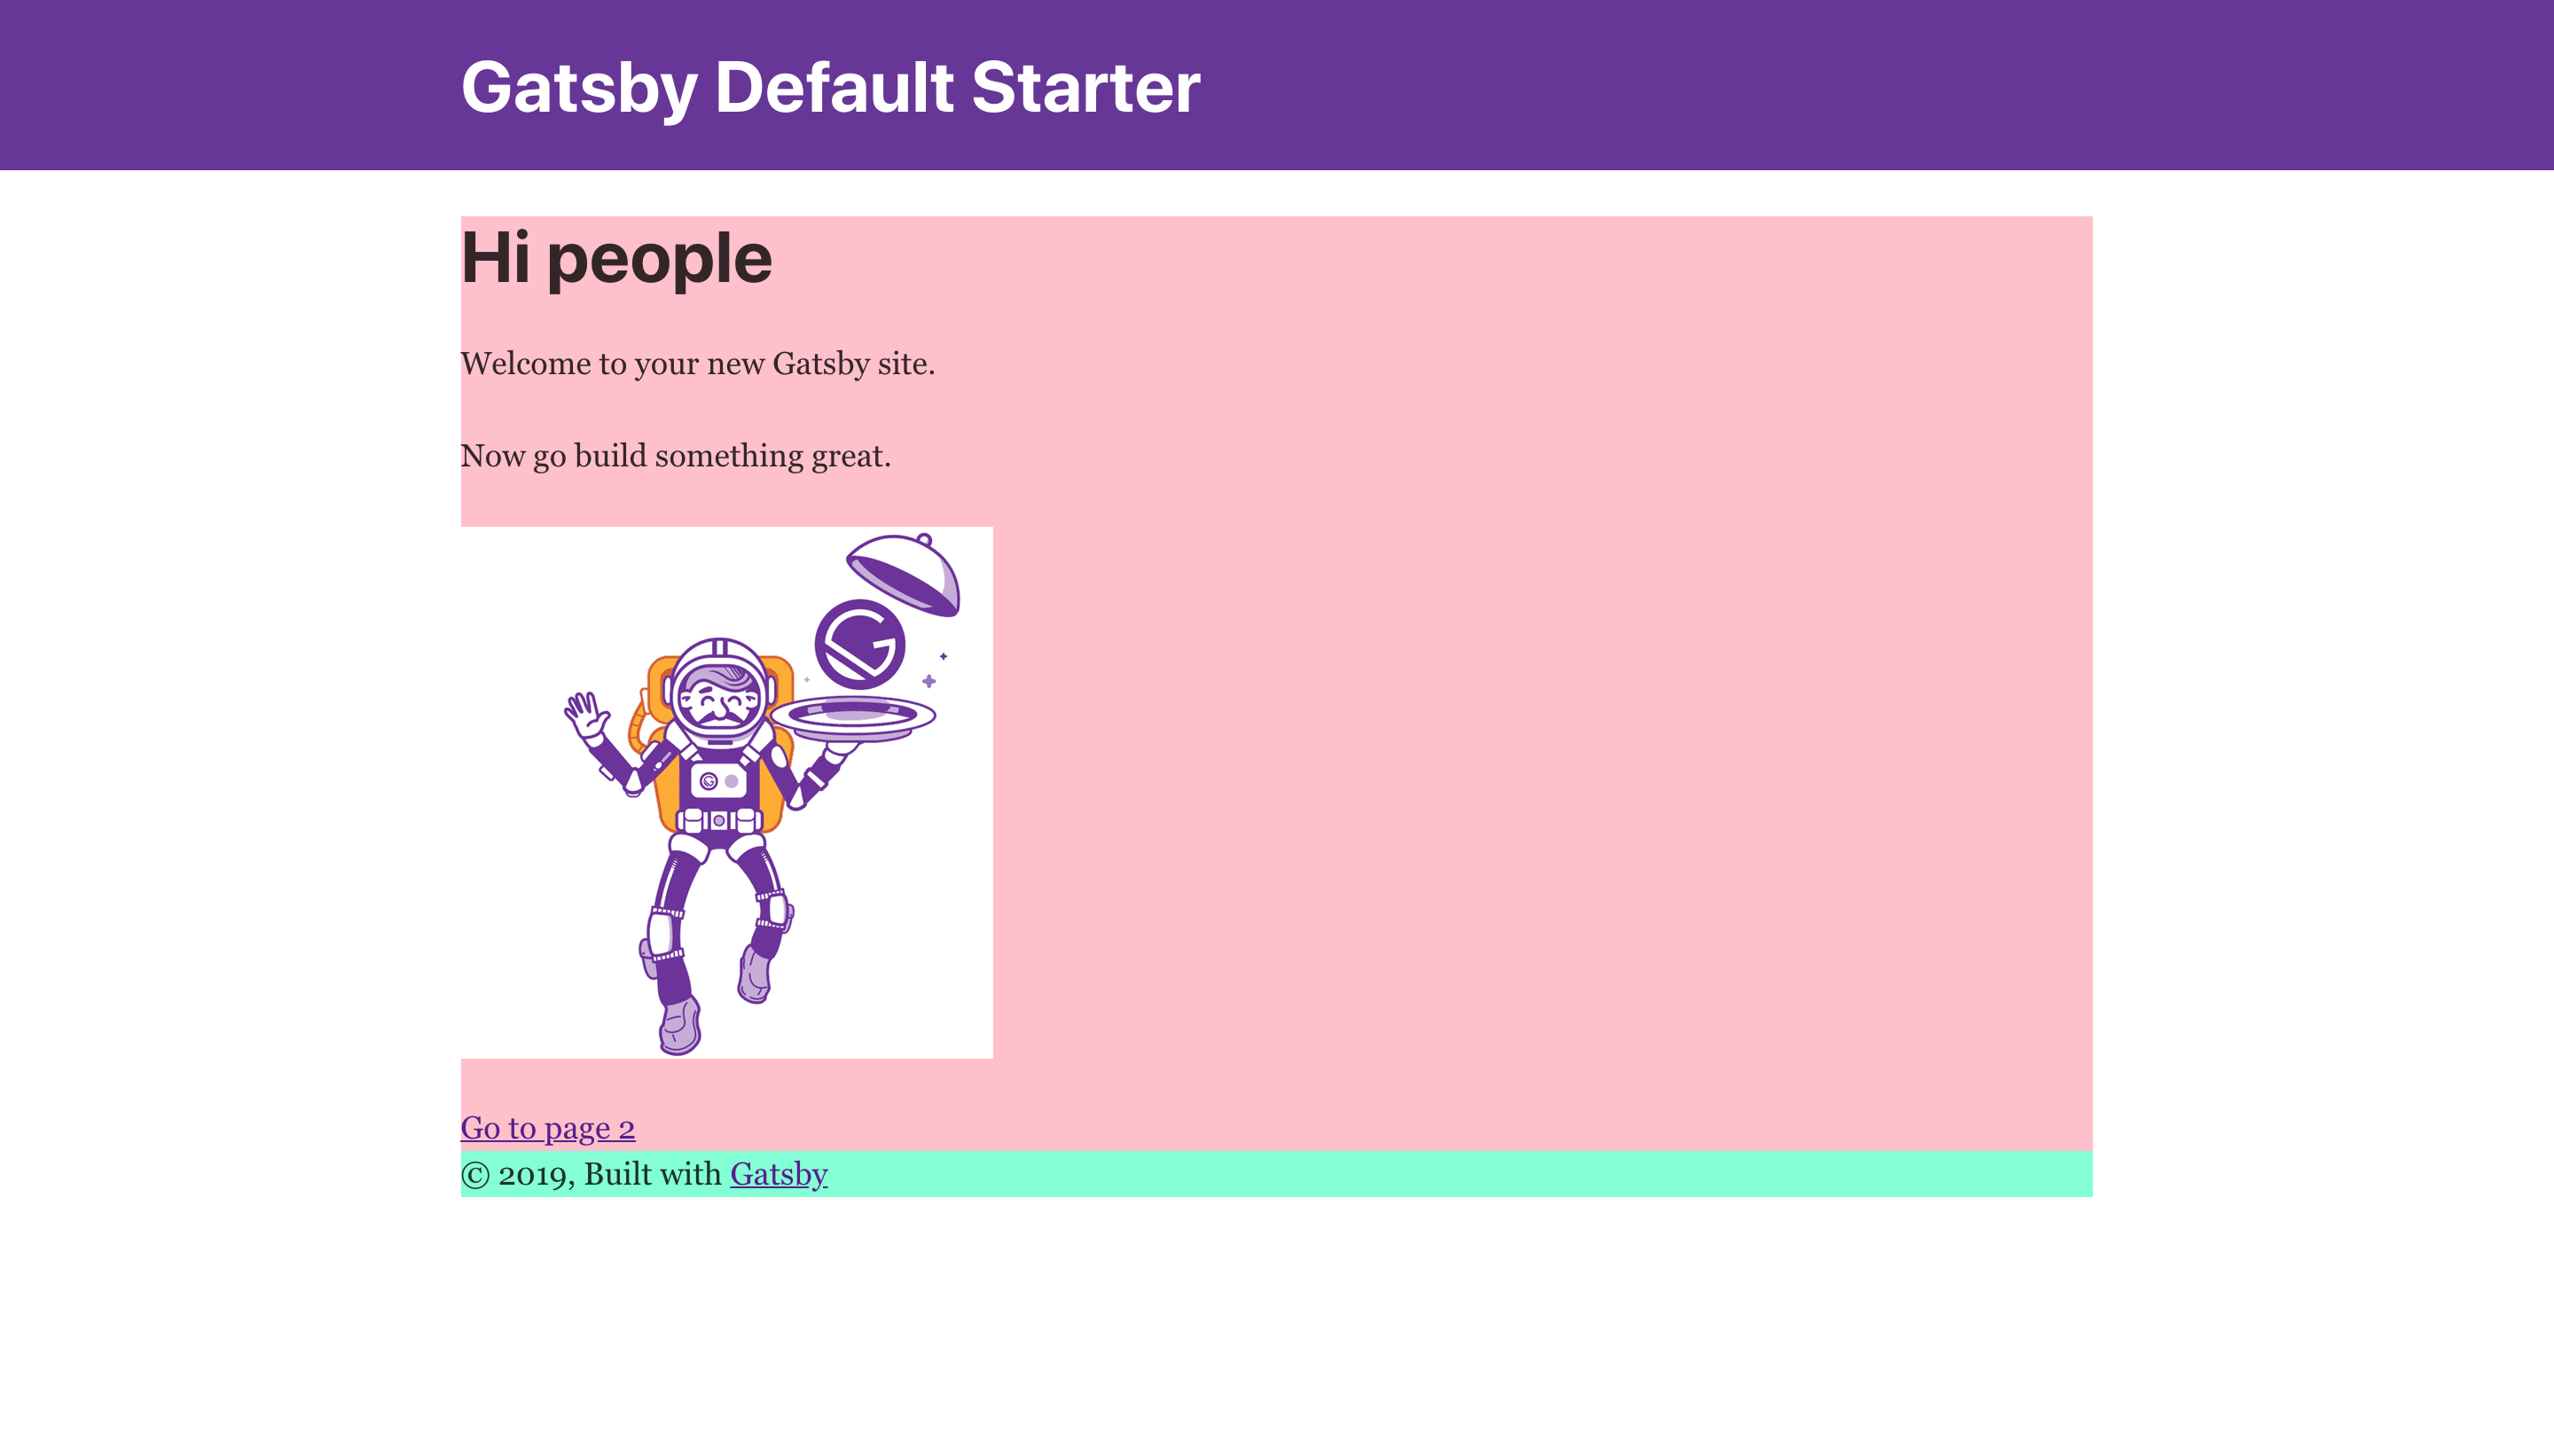 Gatsby Default Starter
Hi people
Welcome to your new Gatsby site.
Now go build something great.
Go to page 2
© 2019, Built with Gatsby